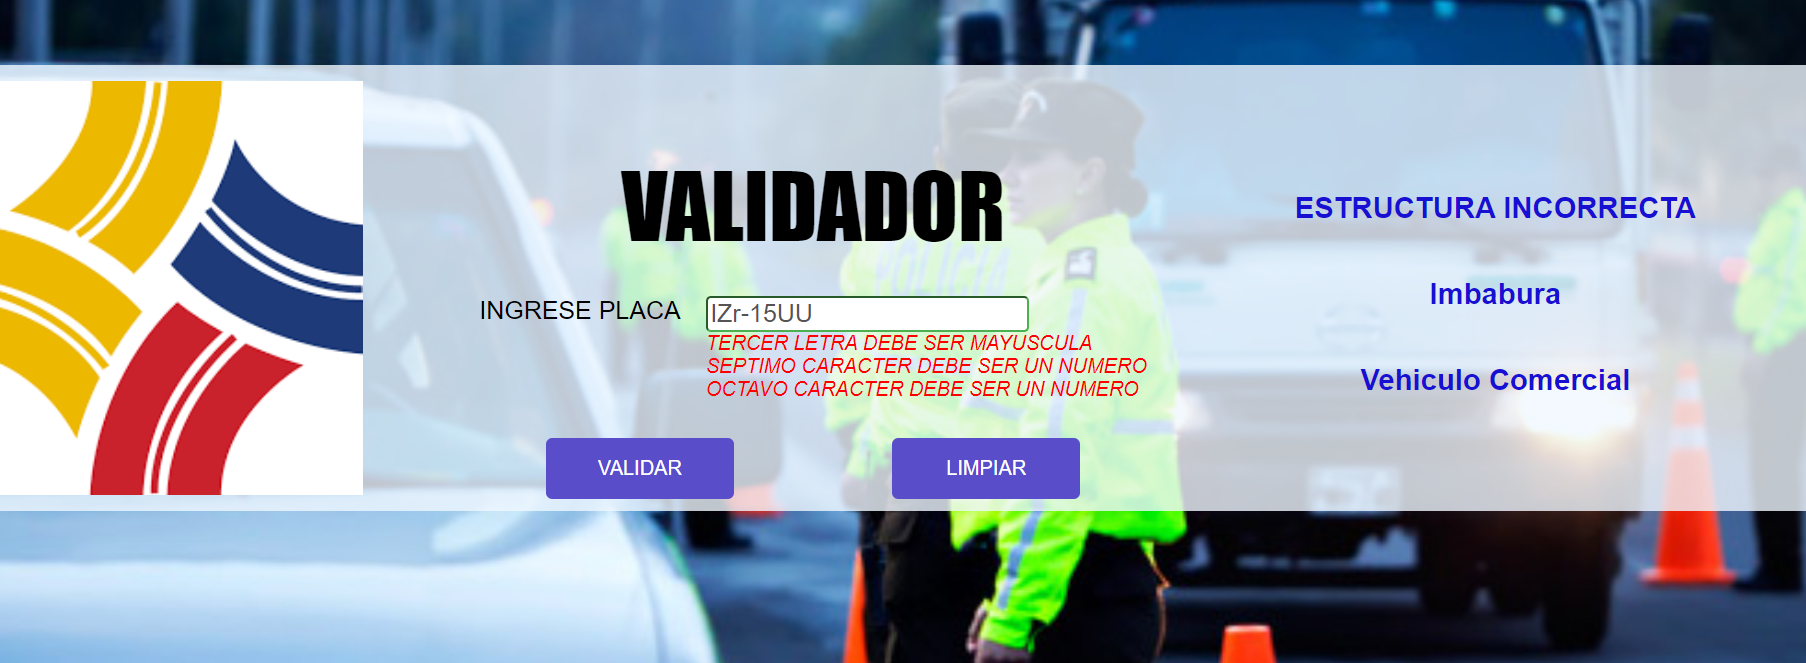 VALIDADOR
INGRESE PLACA IZr-15UU
TERCER LETRA DEBE SER MAYUSCULA
SEPTIMO CARACTER DEBE SER UN NUMERO
OCTAVO CARACTER DEBE SER UN NUMERO
VALIDAR LIMPIAR
ESTRUCTURA INCORRECTA
Imbabura
Vehiculo Comercial
POLICIA